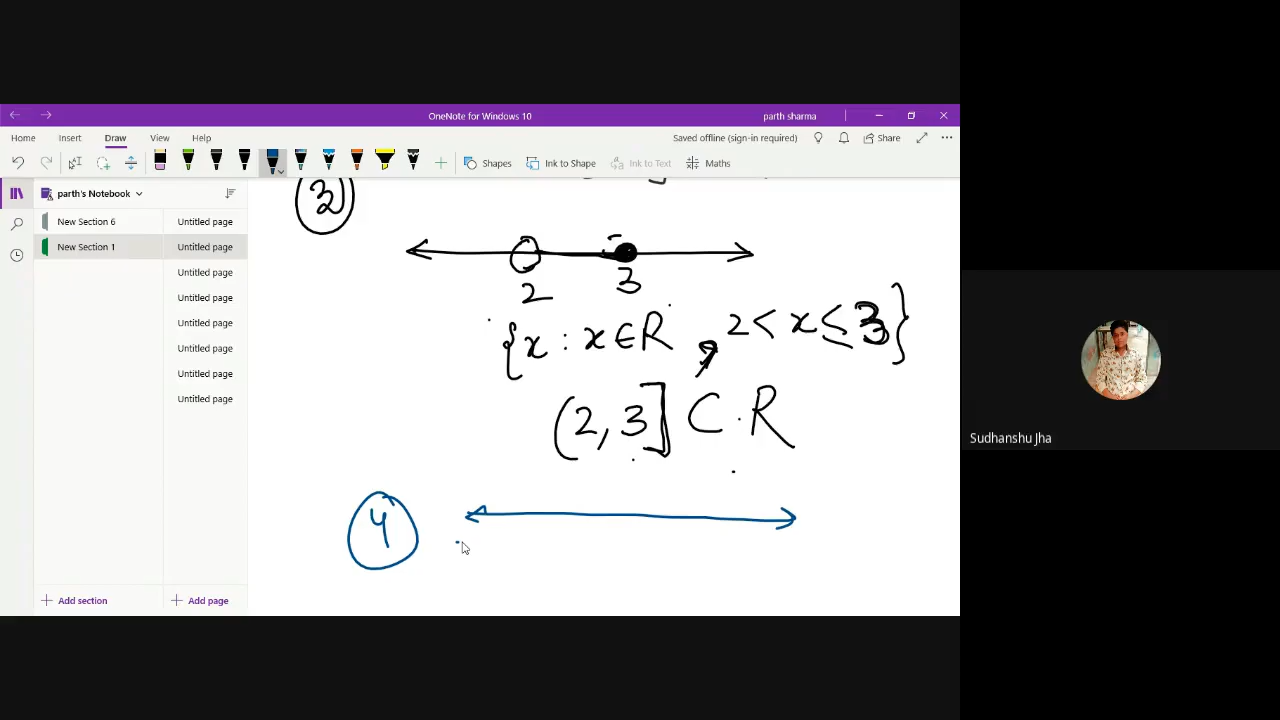 OneNote for Windows 10
parth sharma
Home Insert Draw View Help
Saved offline (sign-in required)
Share
Shapes
Ink to Shape
Ink to Text
Maths
parth's Notebook
New Section 6
New Section 1
Untitled page
Untitled page
Untitled page
Untitled page
Untitled page
Untitled page
Untitled page
Untitled page
Add section
Add page
3
2 3
{x : x ∈ R , 2 < x ≤ 3}
(2, 3] ⊂ R
4
Sudhanshu Jha